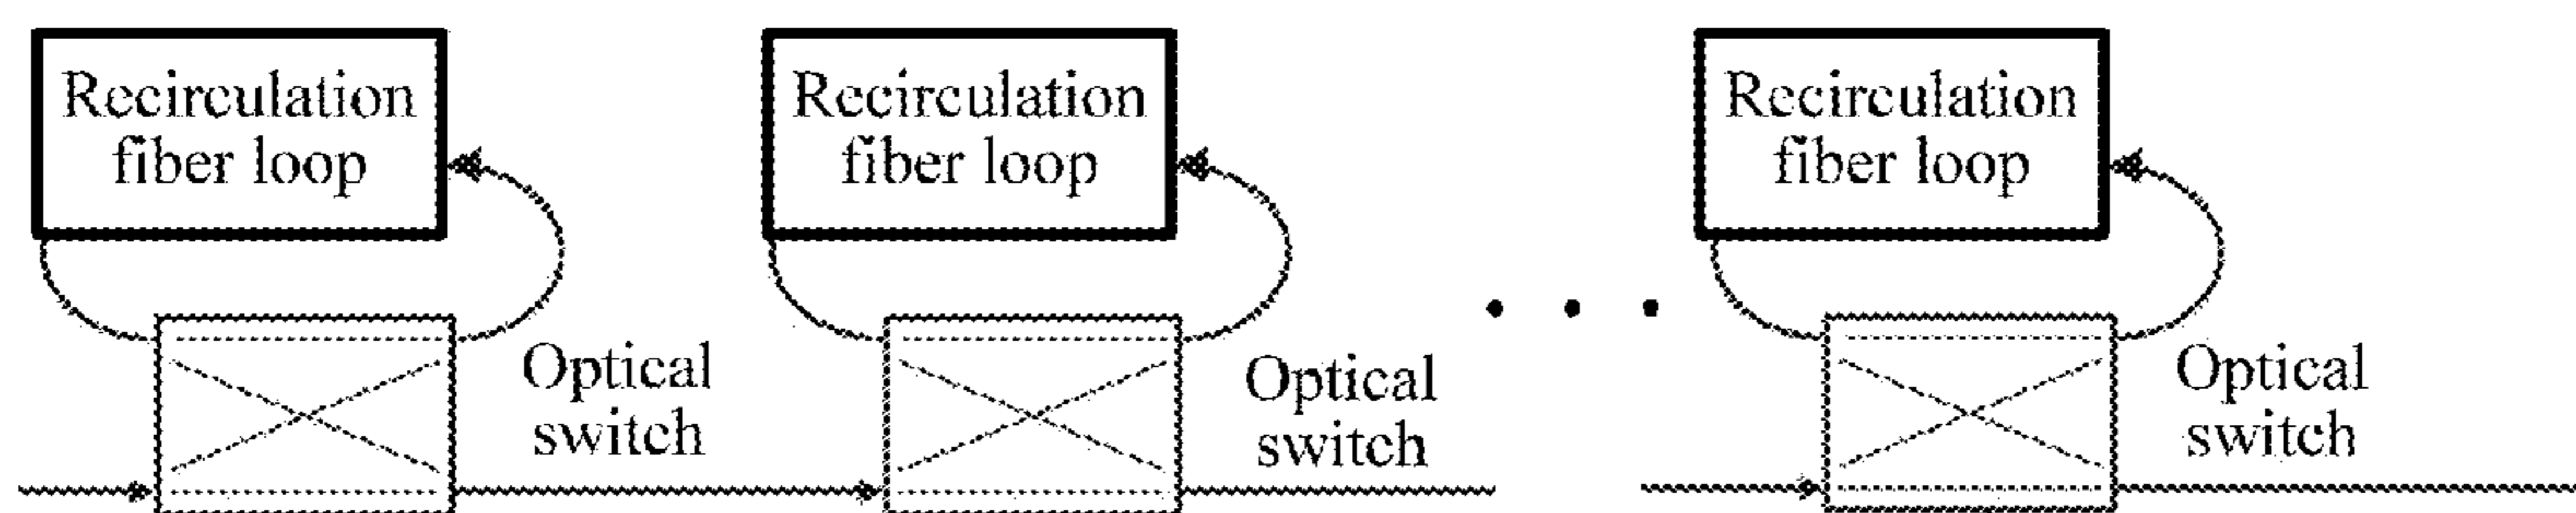 Recirculation
fiber loop
Recirculation
fiber loop
Recirculation
fiber loop
Optical
switch
Optical
switch
Optical
switch